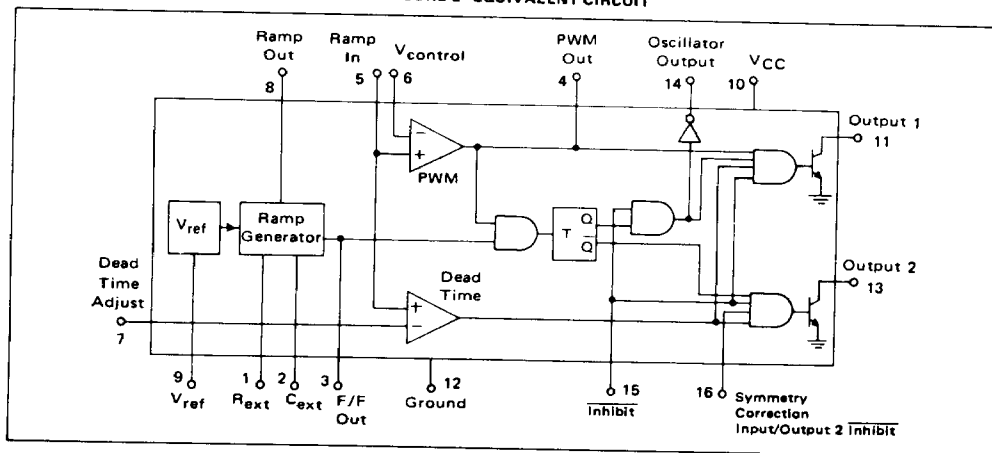 EQUIVALENT CIRCUIT
Ramp
Out
8
Ramp
In
5
Vcontrol
6
PWM
Out
4
Oscillator
Output
14
VCC
10
Output 1
11
−
+
PWM
Vref
Ramp
Generator
T
Q
Q̅
Dead
Time
Adjust
7
+
−
Dead
Time
Output 2
13
9
Vref
1
Rext
2
Cext
3
F/F
Out
12
Ground
15
Inhibit
16
Symmetry
Correction
Input/Output 2 Inhibit